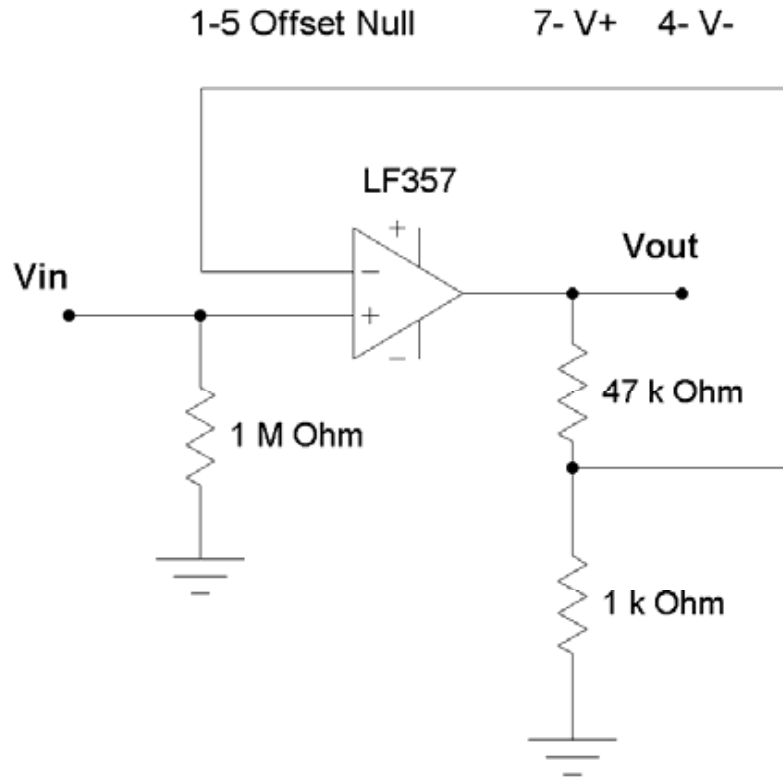 1-5 Offset Null 7- V+ 4- V-
LF357
+
Vout
Vin
−
+
−
47 k Ohm
1 M Ohm
1 k Ohm